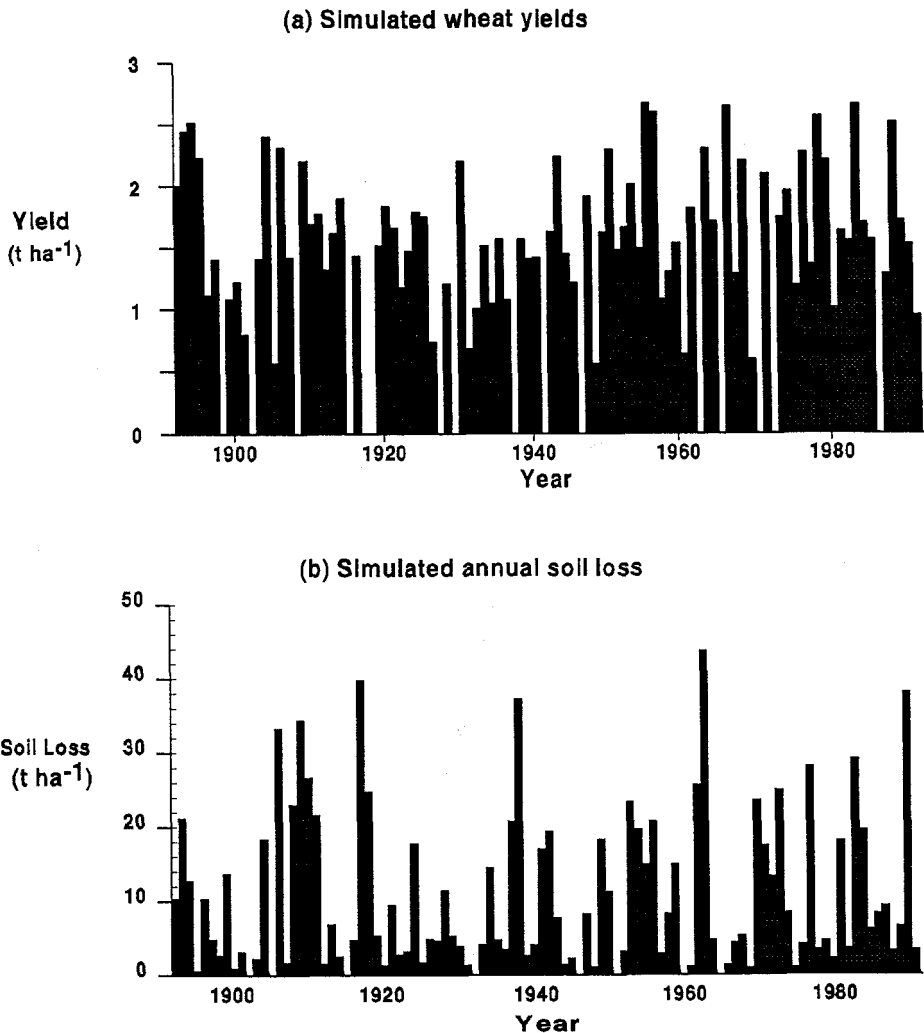 (a) Simulated wheat yields
3
2
Yield
(t ha-1)
1
0
1900 1920 1940 1960 1980
Year
(b) Simulated annual soil loss
50
40
30
Soil Loss
(t ha-1)
20
10
0
1900 1920 1940 1960 1980
Year